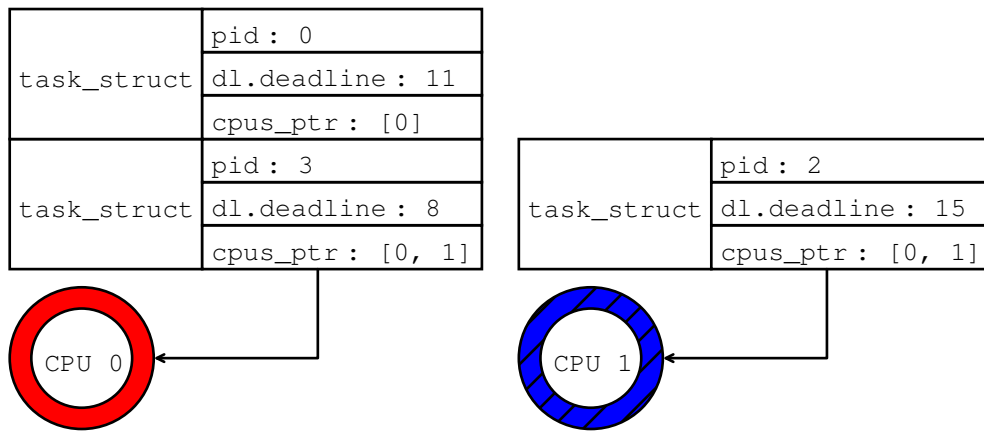 pid : 0
task_struct
dl.deadline : 11
cpus_ptr : [0]
pid : 3
task_struct
dl.deadline : 8
cpus_ptr : [0, 1]
pid : 2
task_struct
dl.deadline : 15
cpus_ptr : [0, 1]
CPU 0
CPU 1